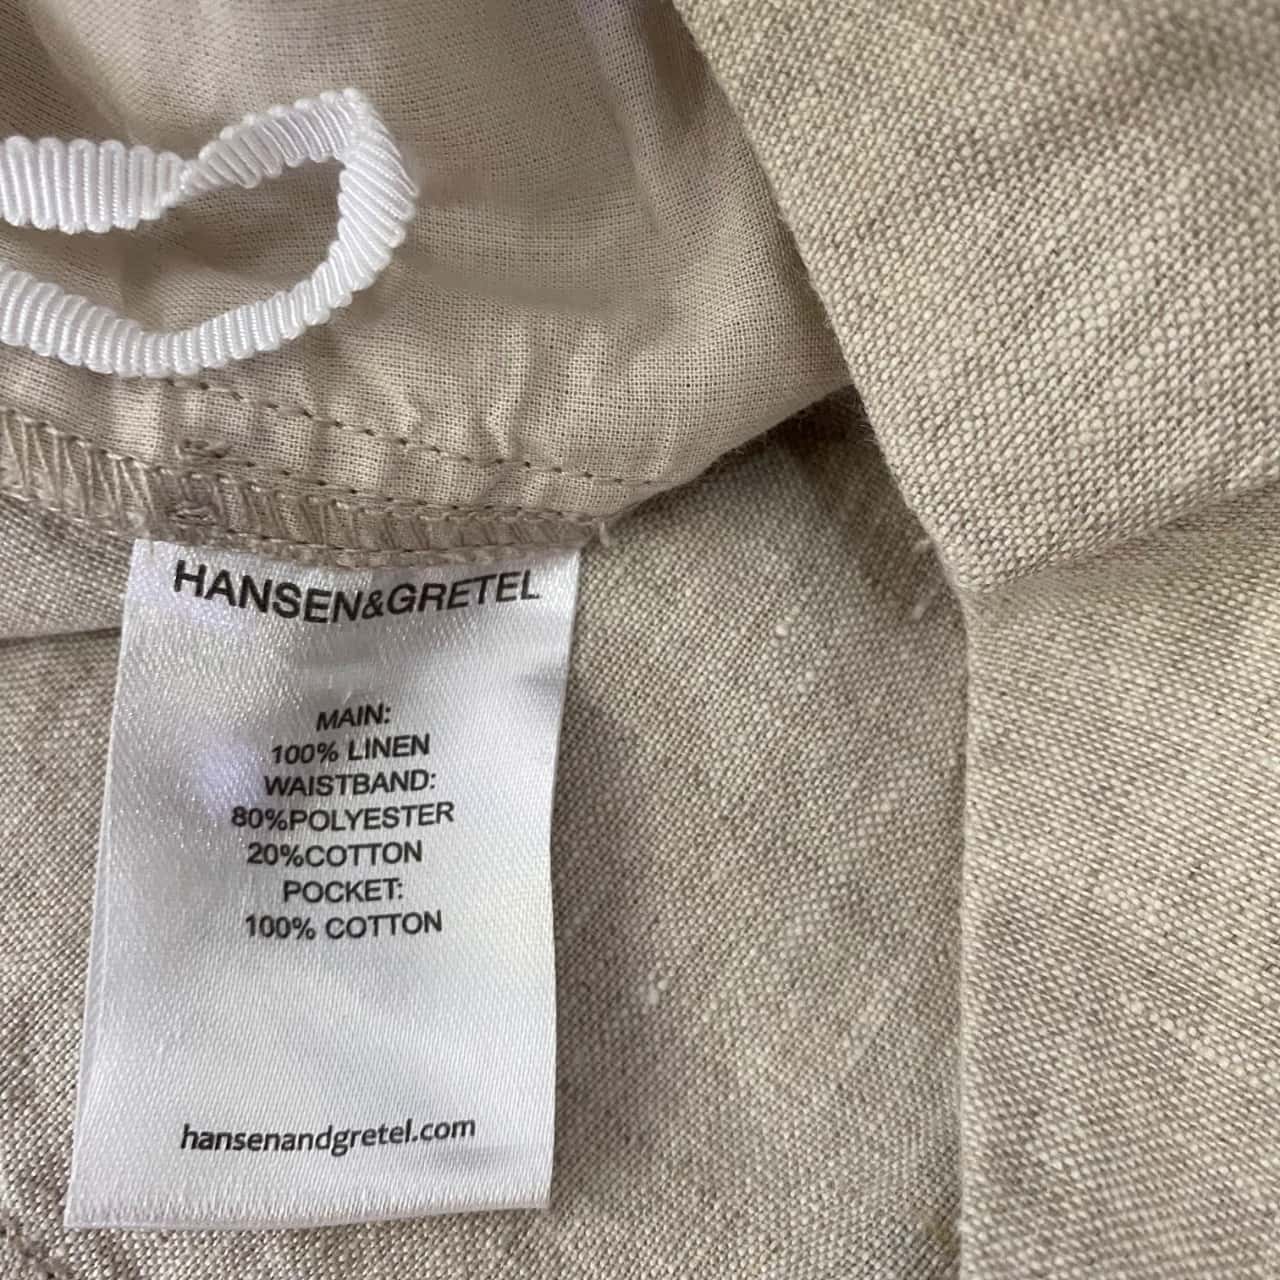 HANSEN&GRETEL
MAIN:
100% LINEN
WAISTBAND:
80%POLYESTER
20%COTTON
POCKET:
100% COTTON
hansenandgretel.com